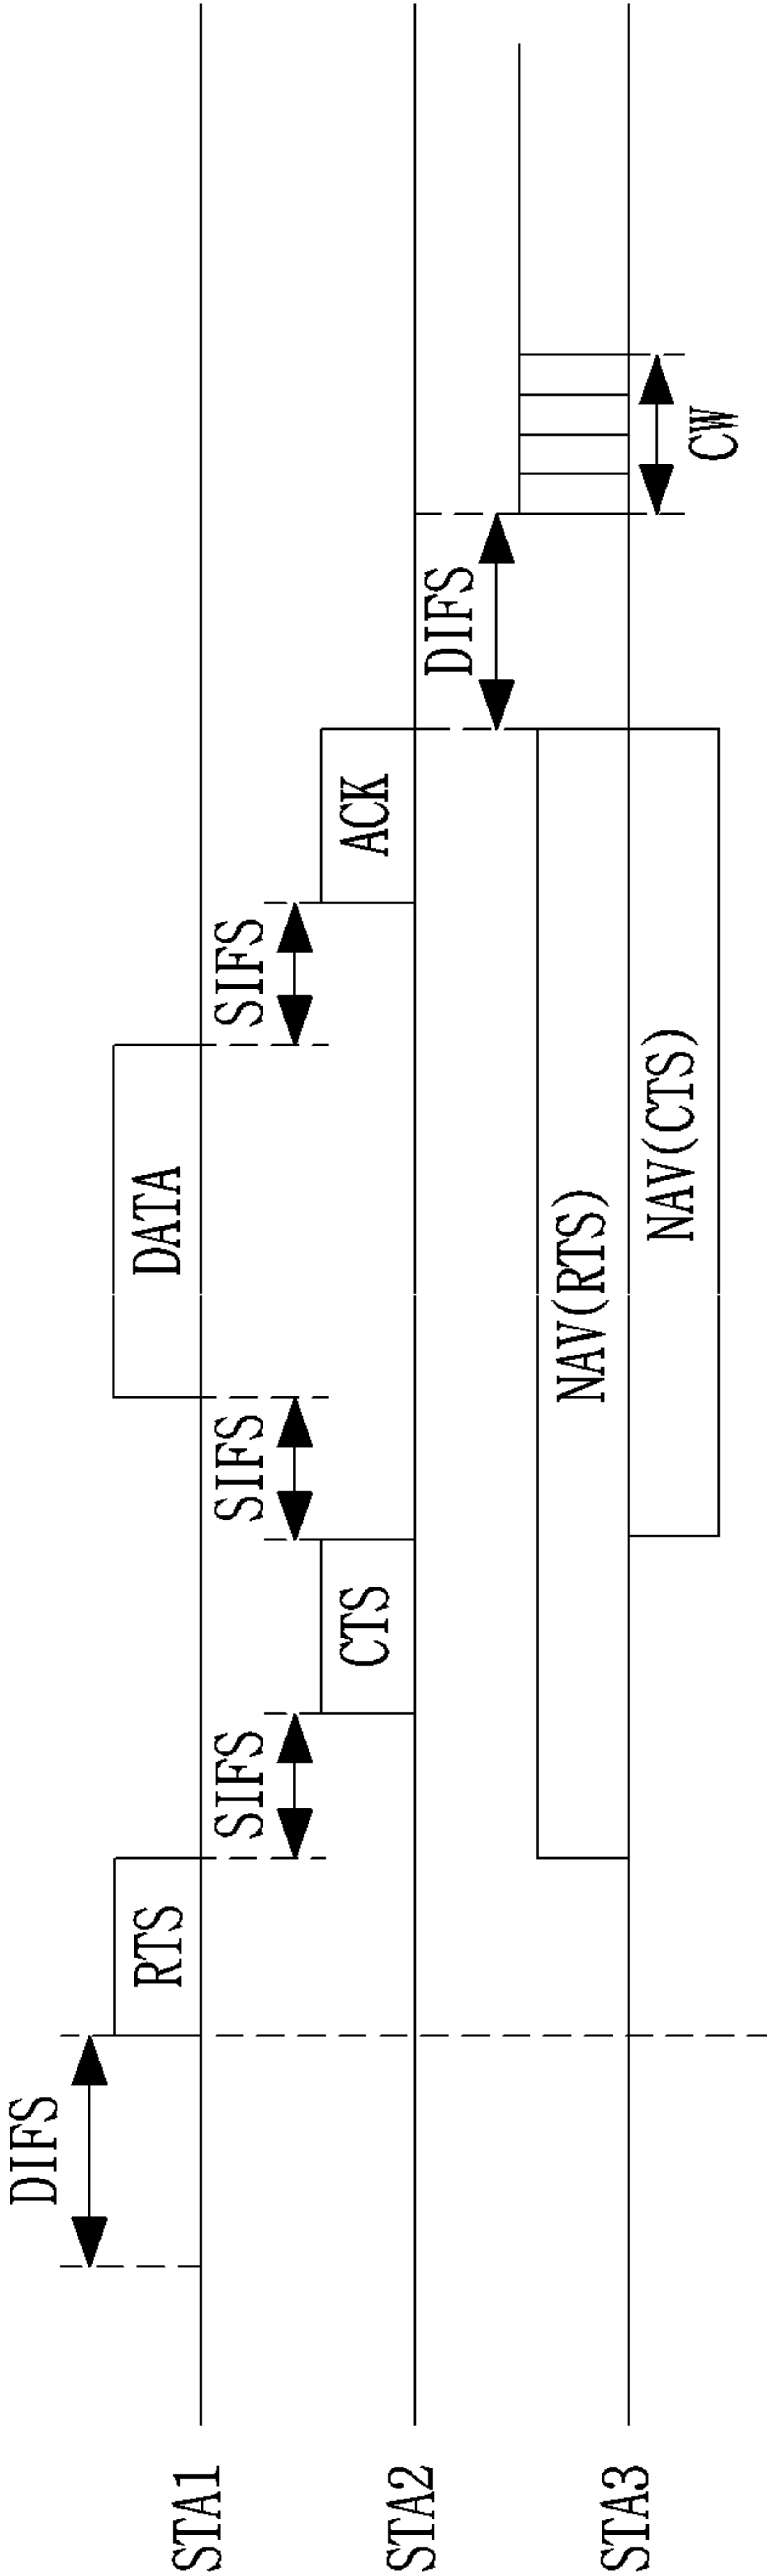 DIFS
RTS
DATA
STA1
SIFS
SIFS
SIFS
CTS
ACK
STA2
DIFS
NAV(RTS)
STA3
NAV(CTS)
CW